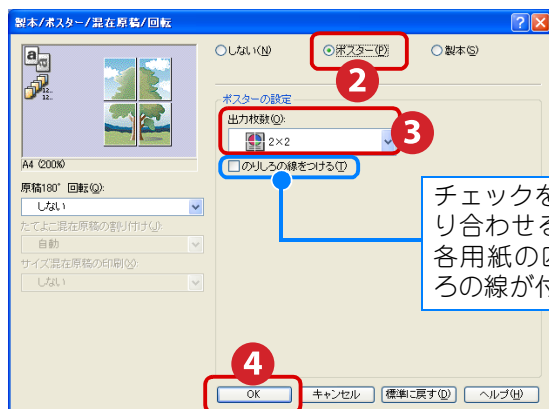 製本/ポスター/混在原稿/回転
しない(N)
ポスター(P)
製本(S)
2
ポスターの設定
出力枚数(O):
2×2
3
のりしろの線をつける(T)
A4 (200%)
原稿180° 回転(Q):
しない
たてよこ混在原稿の割り付け(J):
自動
サイズ混在原稿の印刷(X):
しない
チェックを
り合わせる
各用紙の
ろの線が
4
OK
キャンセル
標準に戻す(D)
ヘルプ(H)